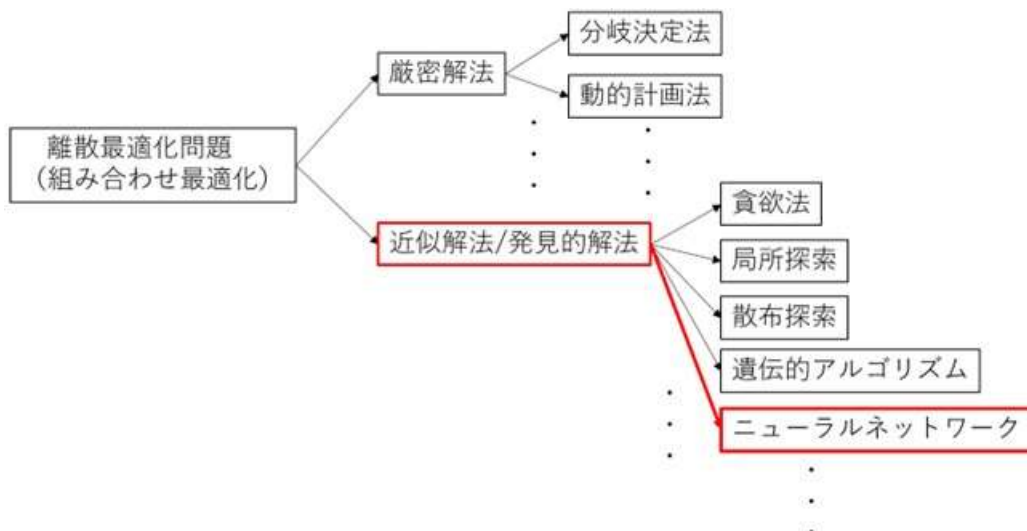 離散最適化問題
（組み合わせ最適化）
厳密解法
分岐決定法
動的計画法
近似解法/発見的解法
貪欲法
局所探索
散布探索
遺伝的アルゴリズム
ニューラルネットワーク